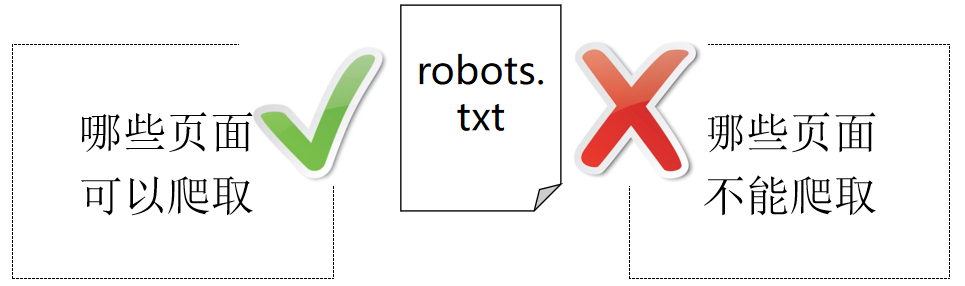 哪些页面
可以爬取
robots.
txt
哪些页面
不能爬取